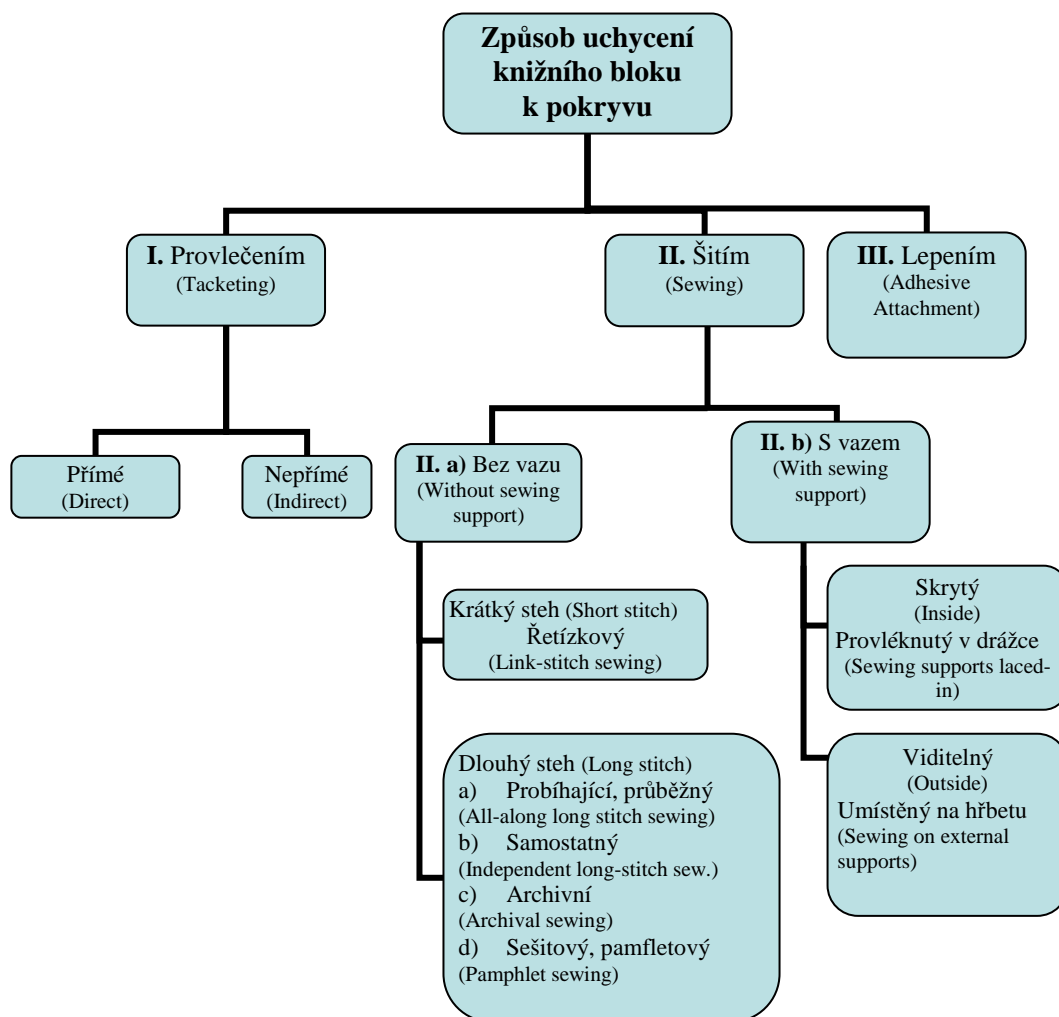 Způsob uchycení
knižního bloku
k pokryvu
I. Provlečením
(Tacketing)
II. Šitím
(Sewing)
III. Lepením
(Adhesive
Attachment)
Přímé
(Direct)
Nepřímé
(Indirect)
II. a) Bez vazu
(Without sewing
support)
II. b) S vazem
(With sewing
support)
Krátký steh (Short stitch)
Řetízkový
(Link-stitch sewing)
Dlouhý steh (Long stitch)
a) Probíhající, průběžný
(All-along long stitch sewing)
b) Samostatný
(Independent long-stitch sew.)
c) Archivní
(Archival sewing)
d) Sešitový, pamfletový
(Pamphlet sewing)
Skrytý
(Inside)
Provléknutý v drážce
(Sewing supports laced-
in)
Viditelný
(Outside)
Umístěný na hřbetu
(Sewing on external
supports)